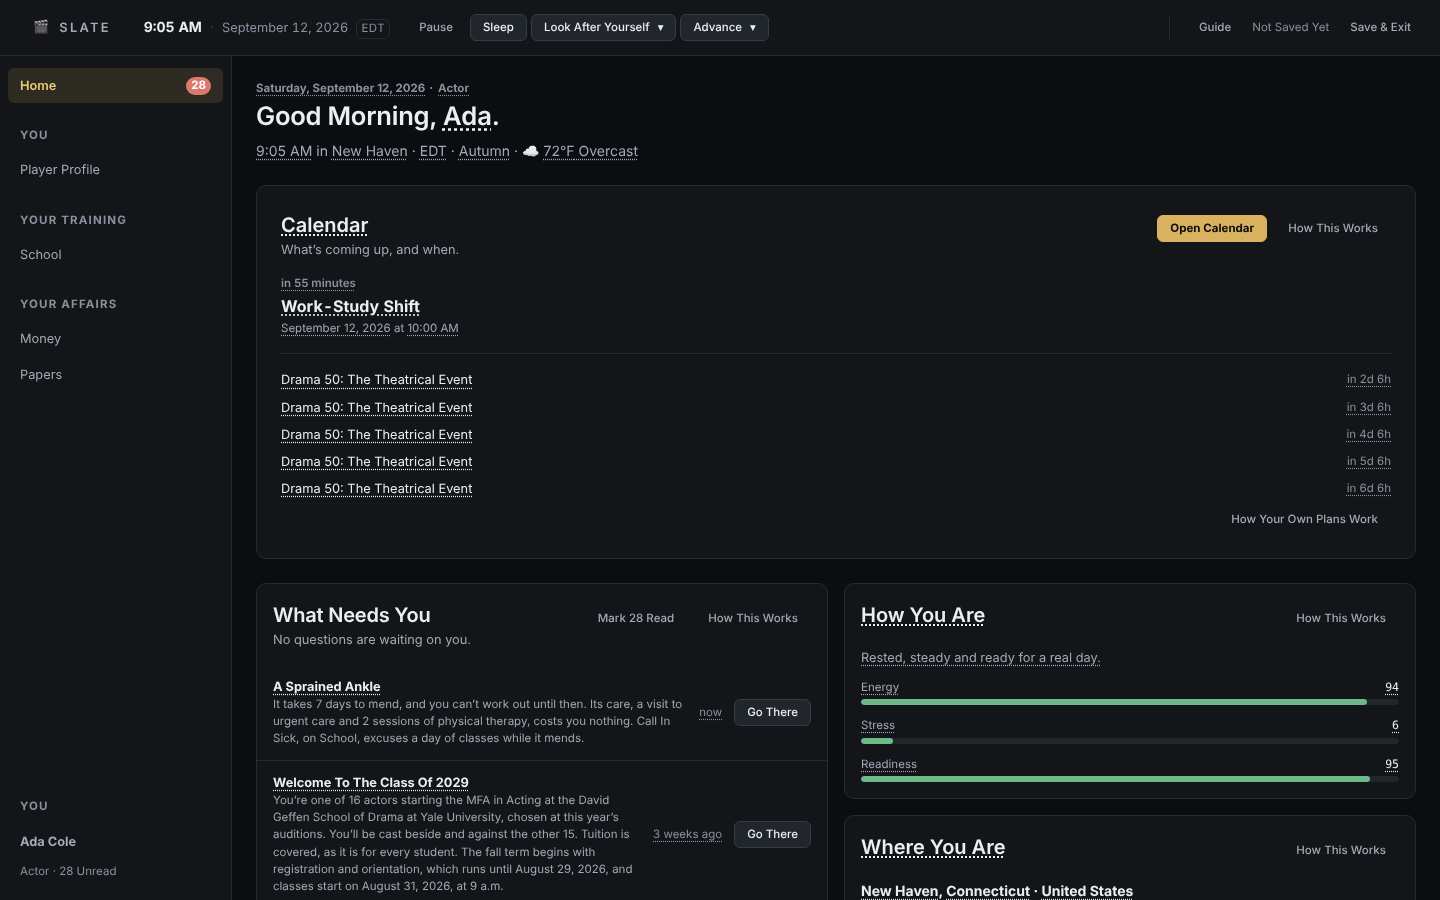 SLATE
9:05 AM · September 12, 2026 EDT
Pause
Sleep
Look After Yourself ▾
Advance ▾
Guide
Not Saved Yet
Save & Exit
Home
28
YOU
Player Profile
YOUR TRAINING
School
YOUR AFFAIRS
Money
Papers
YOU
Ada Cole
Actor · 28 Unread
Saturday, September 12, 2026 · Actor
Good Morning, Ada.
9:05 AM in New Haven · EDT · Autumn · ☁️ 72°F Overcast
Calendar
What's coming up, and when.
Open Calendar
How This Works
in 55 minutes
Work-Study Shift
September 12, 2026 at 10:00 AM
Drama 50: The Theatrical Event in 2d 6h
Drama 50: The Theatrical Event in 3d 6h
Drama 50: The Theatrical Event in 4d 6h
Drama 50: The Theatrical Event in 5d 6h
Drama 50: The Theatrical Event in 6d 6h
How Your Own Plans Work
What Needs You
Mark 28 Read
How This Works
No questions are waiting on you.
A Sprained Ankle
It takes 7 days to mend, and you can't work out until then. Its care, a visit to
urgent care and 2 sessions of physical therapy, costs you nothing. Call In
Sick, on School, excuses a day of classes while it mends.
now
Go There
Welcome To The Class Of 2029
You're one of 16 actors starting the MFA in Acting at the David
Geffen School of Drama at Yale University, chosen at this year's
auditions. You'll be cast beside and against the other 15. Tuition is
covered, as it is for every student. The fall term begins with
registration and orientation, which runs until August 29, 2026, and
classes start on August 31, 2026, at 9 a.m.
3 weeks ago
Go There
How You Are
How This Works
Rested, steady and ready for a real day.
Energy 94
Stress 6
Readiness 95
Where You Are
How This Works
New Haven, Connecticut · United States